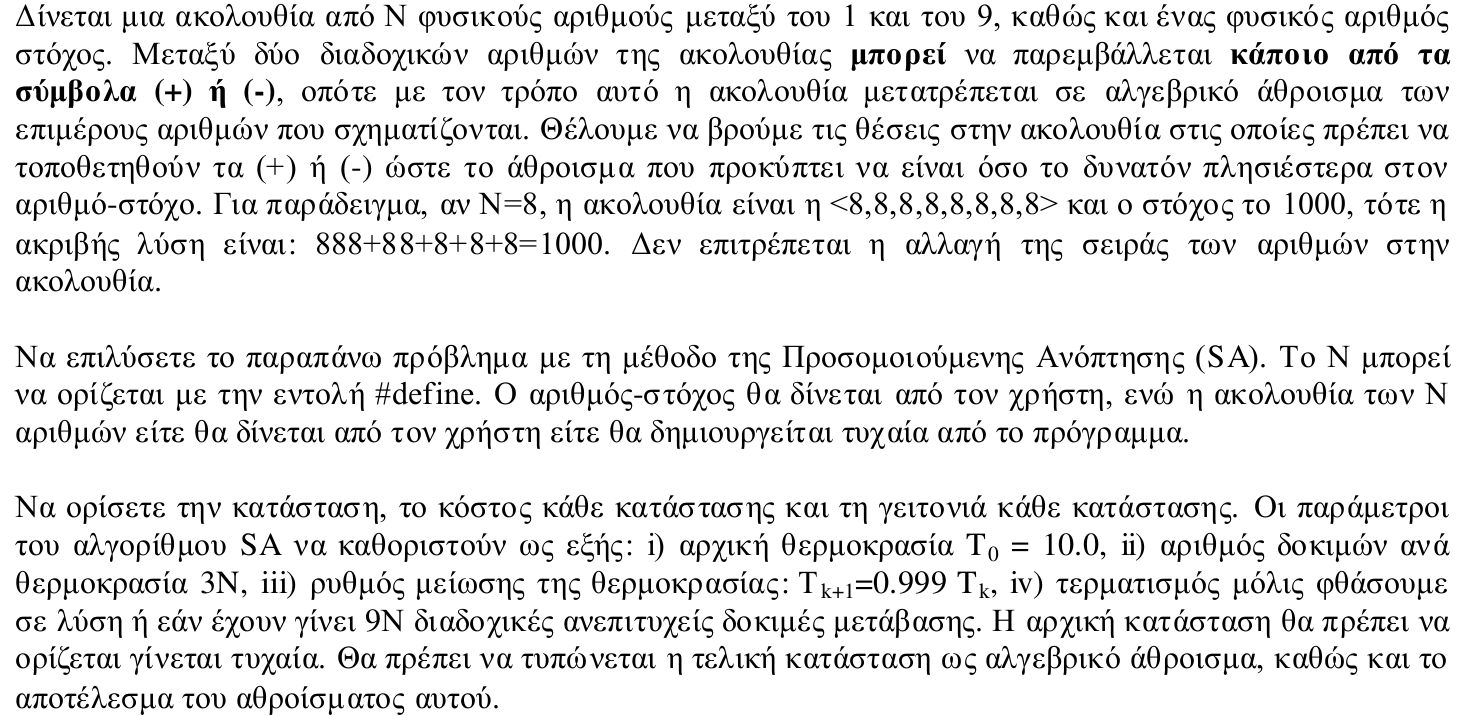 Δίνεται μια ακολουθία από Ν φυσικούς αριθμούς μεταξύ του 1 και του 9, καθώς και ένας φυσικός αριθμός
στόχος. Μεταξύ δύο διαδοχικών αριθμών της ακολουθίας μπορεί να παρεμβάλλεται κάποιο από τα
σύμβολα (+) ή (-), οπότε με τον τρόπο αυτό η ακολουθία μετατρέπεται σε αλγεβρικό άθροισμα των
επιμέρους αριθμών που σχηματίζονται. Θέλουμε να βρούμε τις θέσεις στην ακολουθία στις οποίες πρέπει να
τοποθετηθούν τα (+) ή (-) ώστε το άθροισμα που προκύπτει να είναι όσο το δυνατόν πλησιέστερα στον
αριθμό-στόχο. Για παράδειγμα, αν Ν=8, η ακολουθία είναι η <8,8,8,8,8,8,8,8> και ο στόχος το 1000, τότε η
ακριβής λύση είναι: 888+88+8+8+8=1000. Δεν επιτρέπεται η αλλαγή της σειράς των αριθμών στην
ακολουθία.
Να επιλύσετε το παραπάνω πρόβλημα με τη μέθοδο της Προσομοιούμενης Ανόπτησης (SA). Το Ν μπορεί
να ορίζεται με την εντολή #define. Ο αριθμός-στόχος θα δίνεται από τον χρήστη, ενώ η ακολουθία των Ν
αριθμών είτε θα δίνεται από τον χρήστη είτε θα δημιουργείται τυχαία από το πρόγραμμα.
Να ορίσετε την κατάσταση, το κόστος κάθε κατάστασης και τη γειτονιά κάθε κατάστασης. Οι παράμετροι
του αλγορίθμου SA να καθοριστούν ως εξής: i) αρχική θερμοκρασία T₀ = 10.0, ii) αριθμός δοκιμών ανά
θερμοκρασία 3Ν, iii) ρυθμός μείωσης της θερμοκρασίας: Tₖ₊₁=0.999 Tₖ, iv) τερματισμός μόλις φθάσουμε
σε λύση ή εάν έχουν γίνει 9Ν διαδοχικές ανεπιτυχείς δοκιμές μετάβασης. Η αρχική κατάσταση θα πρέπει να
ορίζεται γίνεται τυχαία. Θα πρέπει να τυπώνεται η τελική κατάσταση ως αλγεβρικό άθροισμα, καθώς και το
αποτέλεσμα του αθροίσματος αυτού.